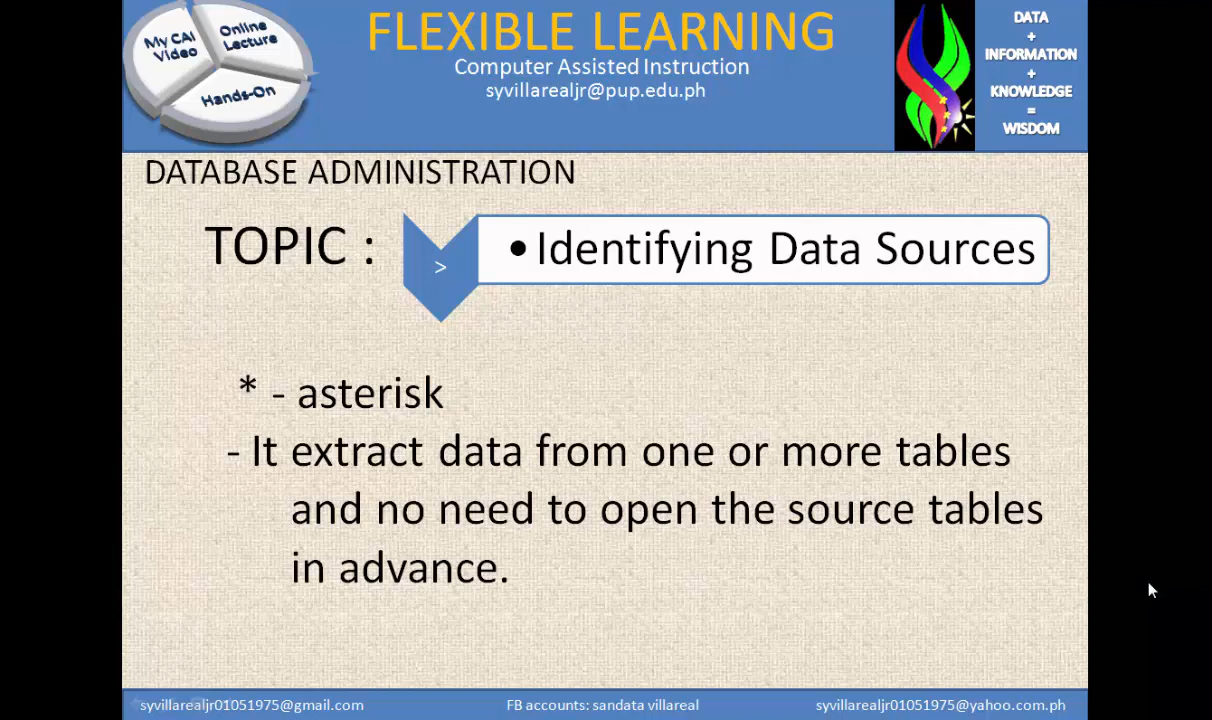 My CAI
Video
Online
Lecture
Hands-On
FLEXIBLE LEARNING
Computer Assisted Instruction
syvillarealjr@pup.edu.ph
DATA
+
INFORMATION
+
KNOWLEDGE
=
WISDOM
DATABASE ADMINISTRATION
TOPIC :
>
• Identifying Data Sources
* - asterisk
- It extract data from one or more tables
and no need to open the source tables
in advance.
syvillarealjr01051975@gmail.com
FB accounts: sandata villareal
syvillarealjr01051975@yahoo.com.ph